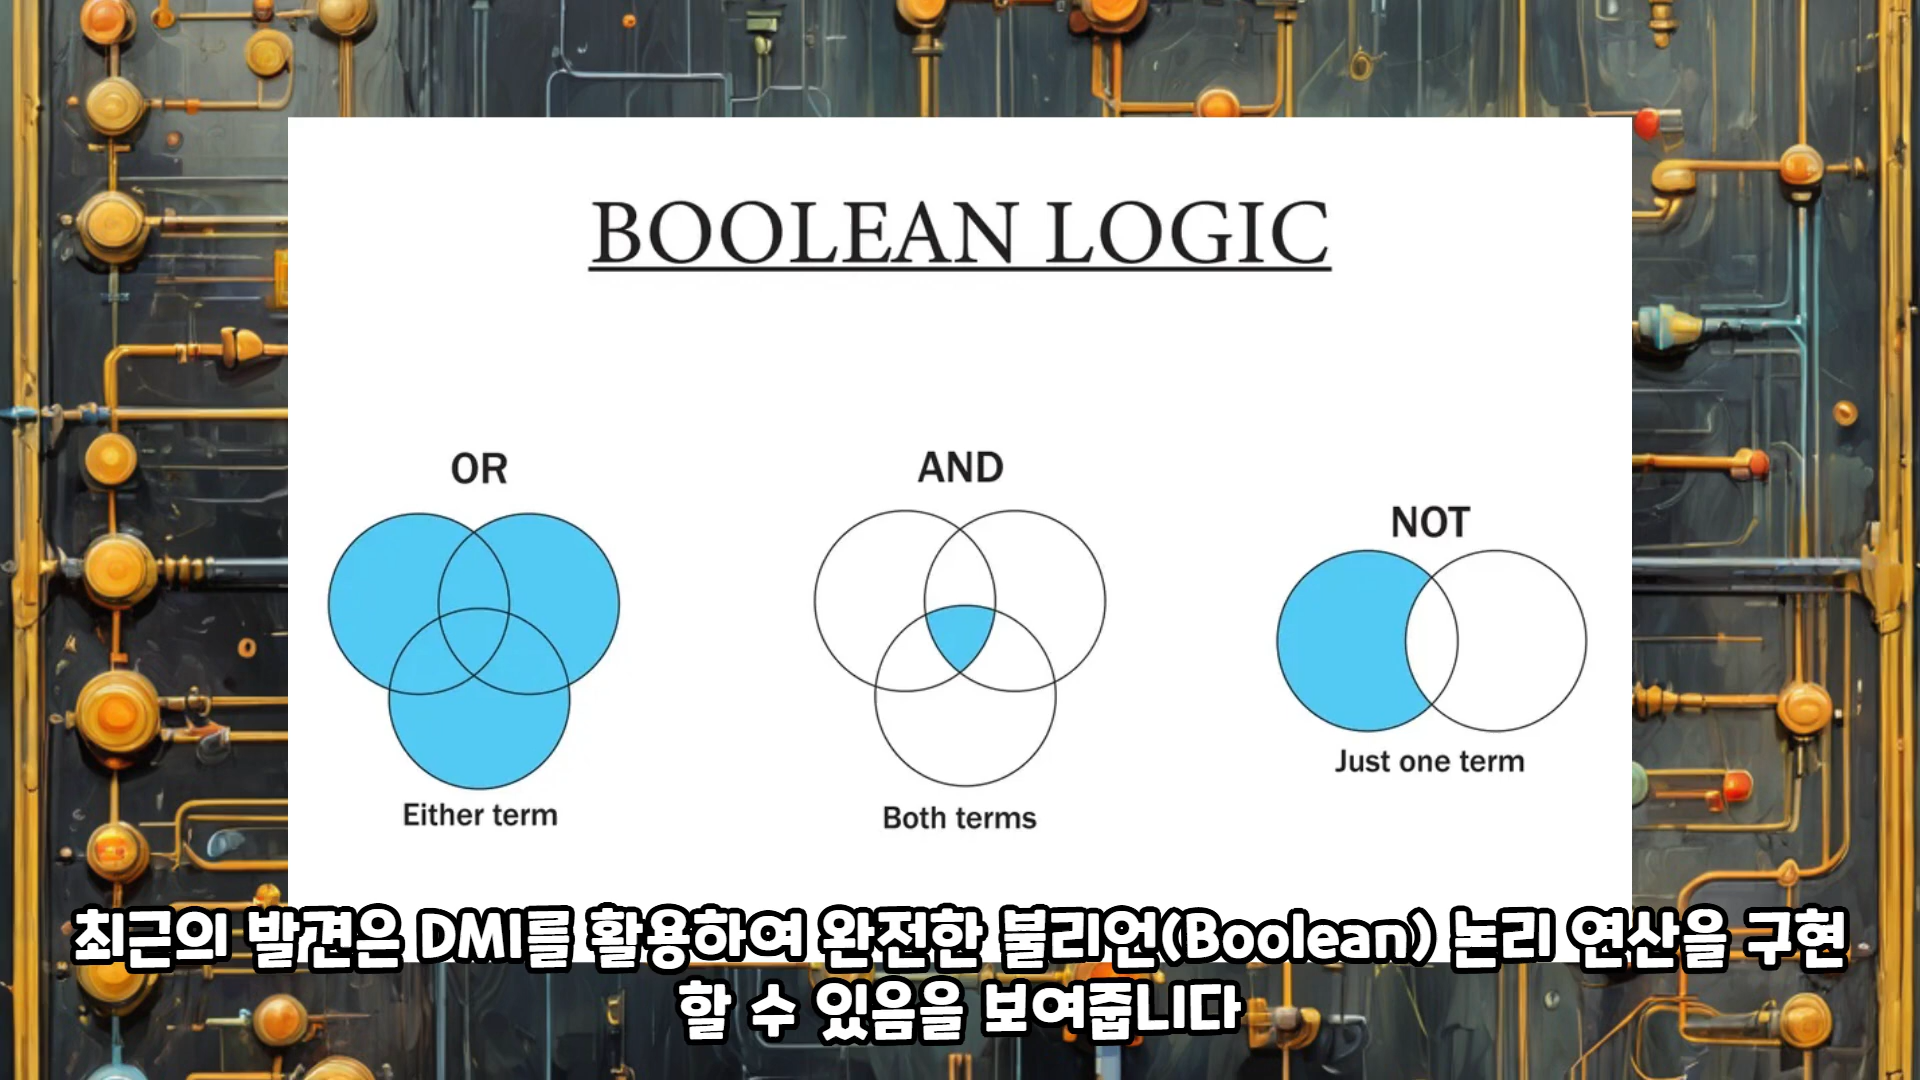 BOOLEAN LOGIC
OR
AND
NOT
Either term
Both terms
Just one term
최근의 발견은 DMI를 활용하여 완전한 불리언(Boolean) 논리 연산을 구현
할 수 있음을 보여줍니다